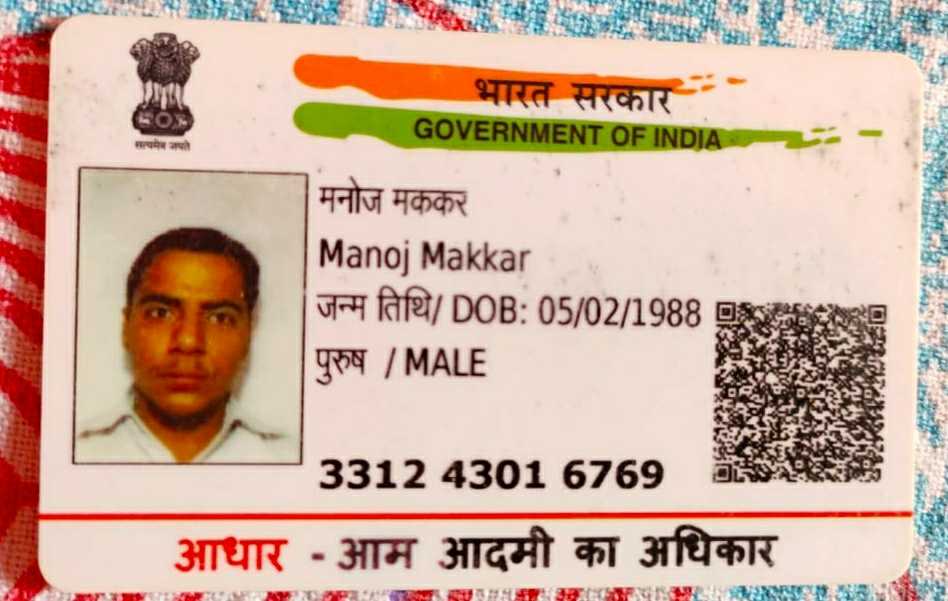 सत्यमेव जयते
भारत सरकार
GOVERNMENT OF INDIA
मनोज मककर
Manoj Makkar
जन्म तिथि/ DOB: 05/02/1988
पुरुष / MALE
3312 4301 6769
आधार - आम आदमी का अधिकार